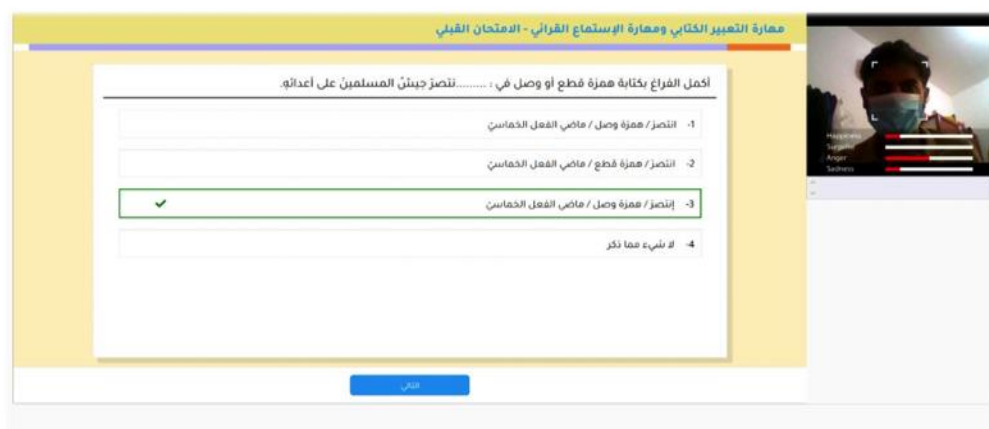 مهارة التعبير الكتابي ومهارة الإستماع القرائي - الامتحان القبلي
أكمل الفراغ بكتابة همزة قطع أو وصل في : .........نتصرَ جيشُ المسلمينَ على أعدائهِ.
1- انتصرَ / همزة وصل / ماضي الفعل الخماسيّ
2- انتصرَ / همزة قطع / ماضي الفعل الخماسيّ
3- إنتصرَ / همزة وصل / ماضي الفعل الخماسيّ
4- لا شيء مما ذكر
التالي
Happiness
Surprise
Anger
Sadness